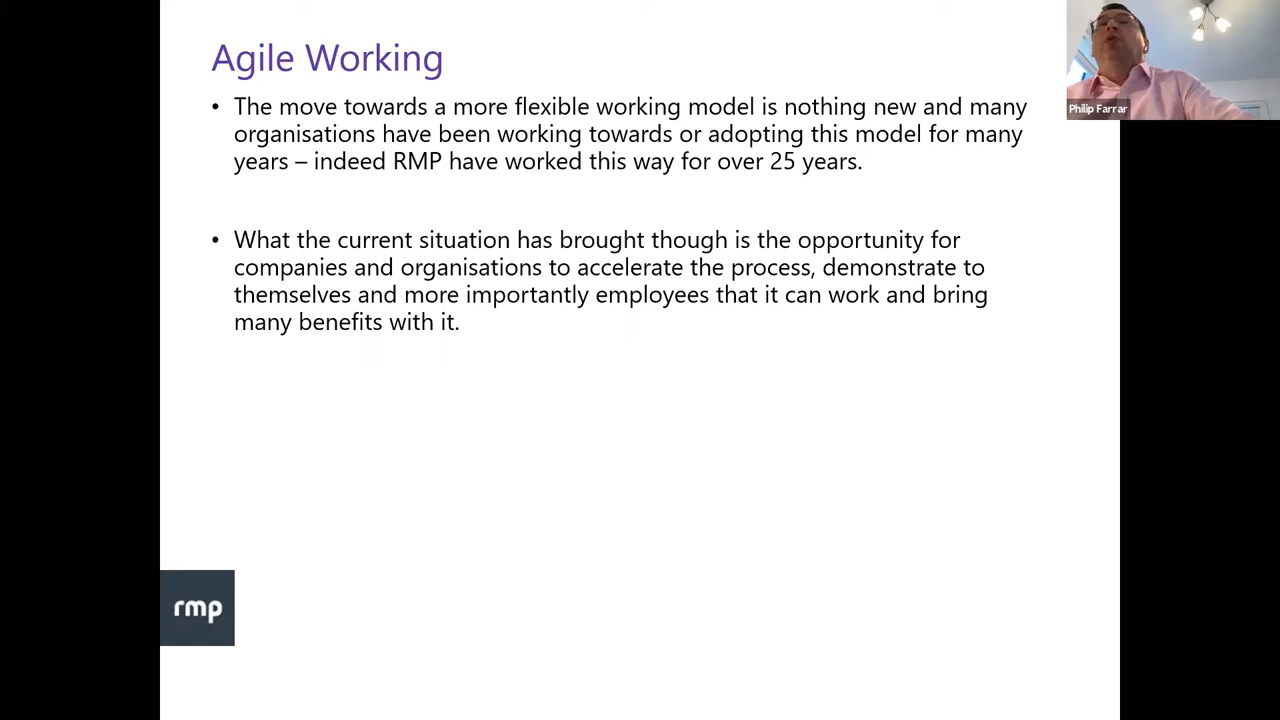 Agile Working
• The move towards a more flexible working model is nothing new and many
organisations have been working towards or adopting this model for many
years – indeed RMP have worked this way for over 25 years.
• What the current situation has brought though is the opportunity for
companies and organisations to accelerate the process, demonstrate to
themselves and more importantly employees that it can work and bring
many benefits with it.
Philip Farrar
rmp